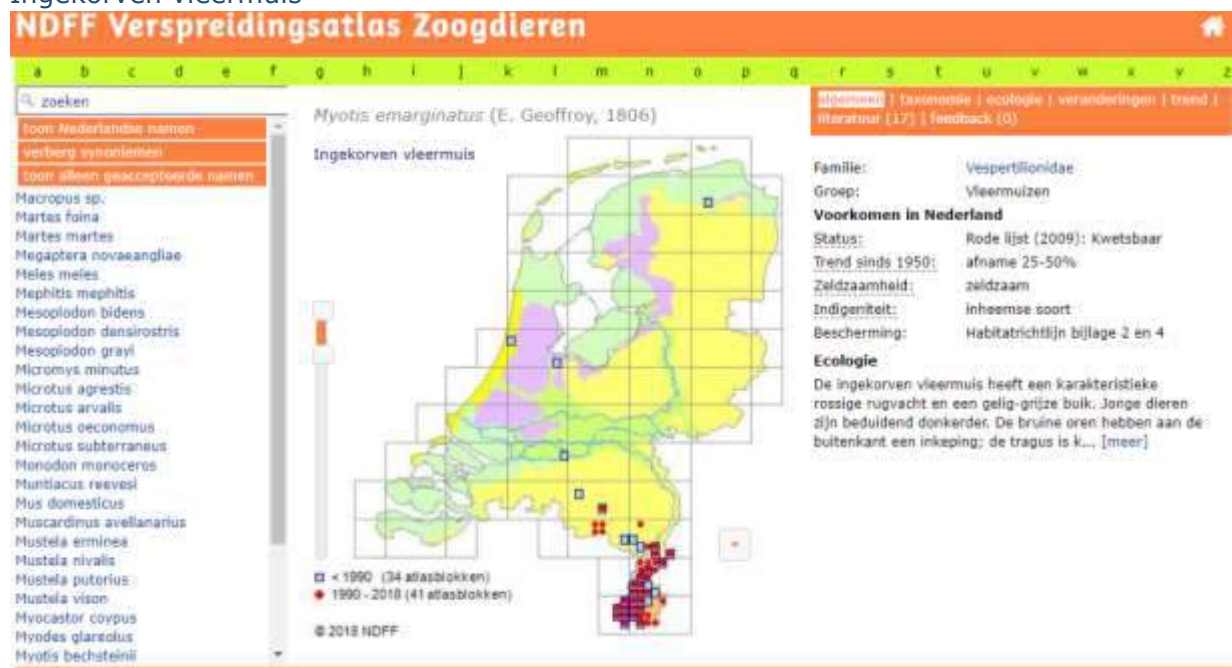 Ingekorven vleermuis
NDFF Verspreidingsatlas Zoogdieren
a b c d e f g h i j k l m n o p q r s t u v w x y z
zoeken
toon Nederlandse namen
verberg synoniemen
toon alleen geaccepteerde namen
Macropus sp.
Martes foina
Martes martes
Megaptera novaeangliae
Meles meles
Mephitis mephitis
Mesoplodon bidens
Mesoplodon densirostris
Mesoplodon grayi
Micromys minutus
Microtus agrestis
Microtus arvalis
Microtus oeconomus
Microtus subterraneus
Monodon monoceros
Muntiacus reevesi
Mus domesticus
Muscardinus avellanarius
Mustela erminea
Mustela nivalis
Mustela putorius
Mustela vison
Myocastor coypus
Myodes glareolus
Myotis bechsteinii
Myotis emarginatus (E. Geoffroy, 1806)
Ingekorven vleermuis
< 1990 (34 atlasblokken)
1990 - 2018 (41 atlasblokken)
© 2018 NDFF
algemeen | taxonomie | ecologie | veranderingen | trend |
literatuur (17) | feedback (0)
Familie: Vespertilionidae
Groep: Vleermuizen
Voorkomen in Nederland
Status: Rode lijst (2009): Kwetsbaar
Trend sinds 1950: afname 25-50%
Zeldzaamheid: zeldzaam
Indigeniteit: inheemse soort
Bescherming: Habitatrichtlijn bijlage 2 en 4
Ecologie
De ingekorven vleermuis heeft een karakteristieke
rossige rugvacht en een gelig-grijze buik. Jonge dieren
zijn beduidend donkerder. De bruine oren hebben aan de
buitenkant een inkeping; de tragus is k... [meer]